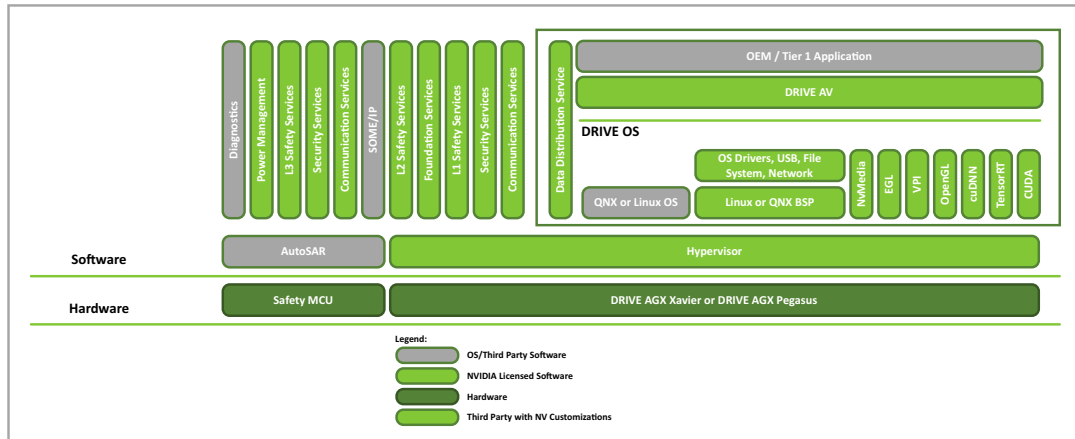 Diagnostics
Power Management
L3 Safety Services
Security Services
Communication Services
SOME/IP
L2 Safety Services
Foundation Services
L1 Safety Services
Security Services
Communication Services
Data Distribution Service
OEM / Tier 1 Application
DRIVE AV
DRIVE OS
OS Drivers, USB, File
System, Network
QNX or Linux OS
Linux or QNX BSP
NvMedia
EGL
VPI
OpenGL
cuDNN
TensorRT
CUDA
Software
AutoSAR
Hypervisor
Hardware
Safety MCU
DRIVE AGX Xavier or DRIVE AGX Pegasus
Legend:
OS/Third Party Software
NVIDIA Licensed Software
Hardware
Third Party with NV Customizations